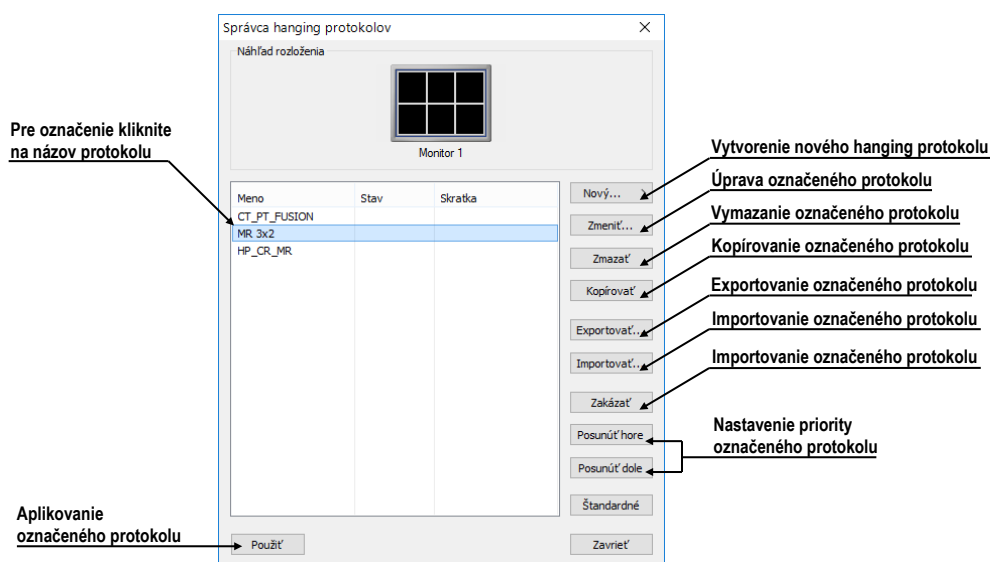 Správca hanging protokolov
Náhľad rozloženia
Monitor 1
Pre označenie kliknite
na názov protokolu
Meno Stav Skratka
CT_PT_FUSION
MR 3x2
HP_CR_MR
Nový...
Zmeniť...
Zmazať
Kopírovať
Exportovať...
Importovať...
Zakázať
Posunúť hore
Posunúť dole
Štandardné
Použiť
Zavrieť
Vytvorenie nového hanging protokolu
Úprava označeného protokolu
Vymazanie označeného protokolu
Kopírovanie označeného protokolu
Exportovanie označeného protokolu
Importovanie označeného protokolu
Importovanie označeného protokolu
Nastavenie priority
označeného protokolu
Aplikovanie
označeného protokolu